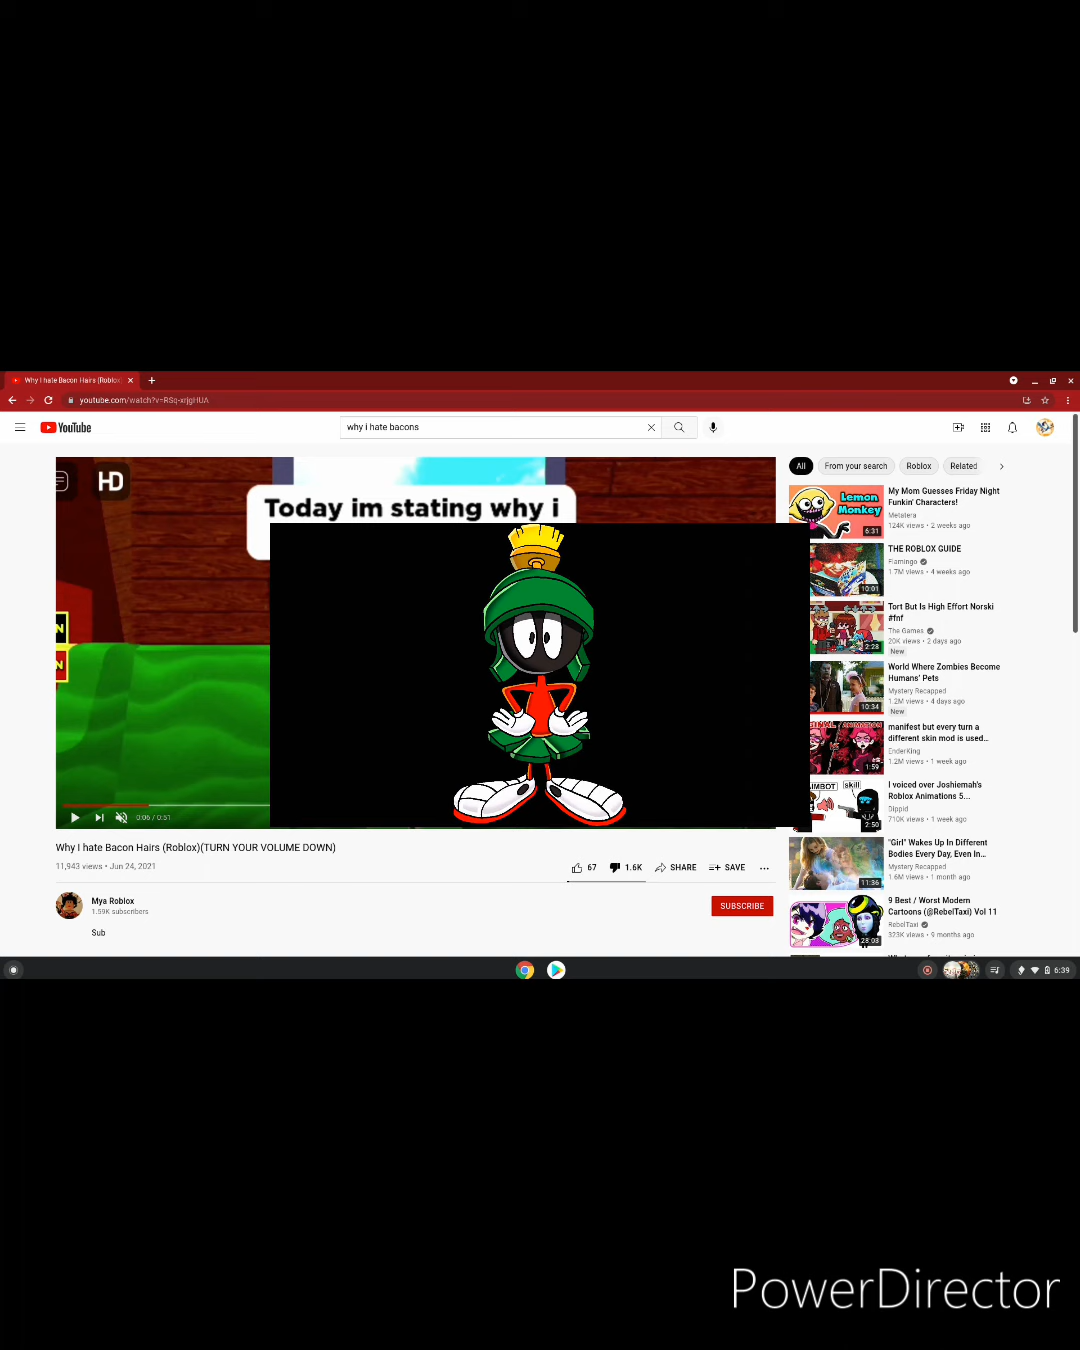 Why I hate Bacon Hairs (Roblox)
youtube.com/watch?v=RSq-xrjgHUA
YouTube
why i hate bacons
HD
Today im stating why i
N
N
0:06 / 0:51
Why I hate Bacon Hairs (Roblox)(TURN YOUR VOLUME DOWN)
11,943 views • Jun 24, 2021
67
1.6K
SHARE
SAVE
Mya Roblox
1.59K subscribers
SUBSCRIBE
Sub
All
From your search
Roblox
Related
Lemon
Monkey
6:31
My Mom Guesses Friday Night
Funkin' Characters!
Metatera
124K views • 2 weeks ago
10:01
THE ROBLOX GUIDE
Flamingo
1.7M views • 4 weeks ago
2:28
Tort But Is High Effort Norski
#fnf
The Games
20K views • 2 days ago
New
10:34
World Where Zombies Become
Humans' Pets
Mystery Recapped
1.2M views • 4 days ago
New
GINAL / ANIMATION
1:59
manifest but every turn a
different skin mod is used...
EnderKing
1.2M views • 1 week ago
IMBOT
skill
2:50
I voiced over Joshiemah's
Roblox Animations 5...
Dippid
710K views • 1 week ago
11:36
"Girl" Wakes Up In Different
Bodies Every Day, Even In...
Mystery Recapped
1.6M views • 1 month ago
28:03
9 Best / Worst Modern
Cartoons (@RebelTaxi) Vol 11
RebelTaxi
323K views • 9 months ago
6:39
PowerDirector